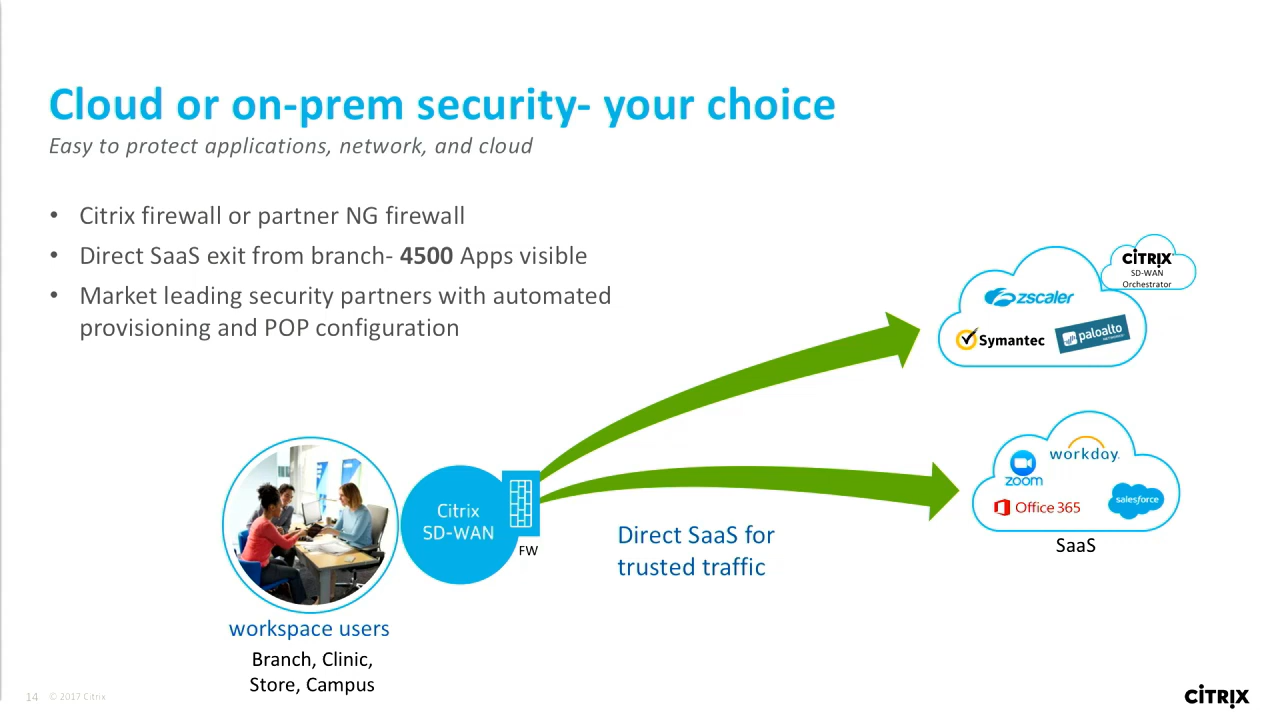 Cloud or on-prem security- your choice
Easy to protect applications, network, and cloud
• Citrix firewall or partner NG firewall
• Direct SaaS exit from branch- 4500 Apps visible
• Market leading security partners with automated
provisioning and POP configuration
CITRIX
SD-WAN
Orchestrator
zscaler
Symantec
paloalto
workday.
zoom
Office 365
salesforce
SaaS
Citrix
SD-WAN
FW
Direct SaaS for
trusted traffic
workspace users
Branch, Clinic,
Store, Campus
14 © 2017 Citrix
CITRIX